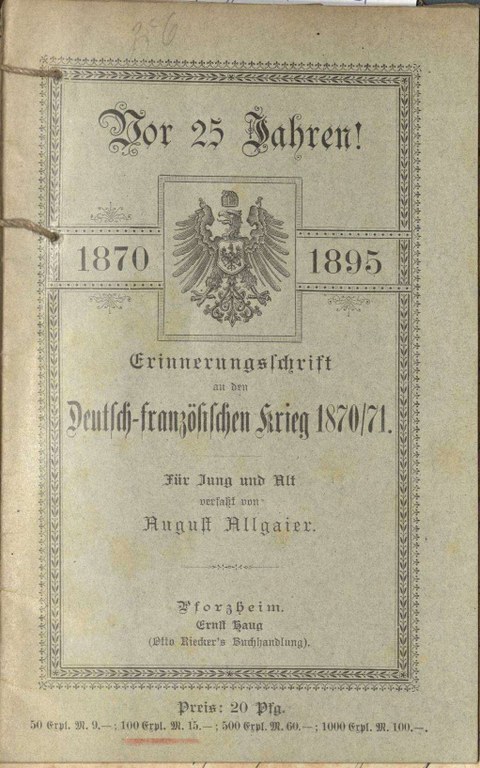 256
Vor 25 Jahren!
1870 1895
Erinnerungsschrift
an den
Deutsch-französischen Krieg 1870/71.
Für Jung und Alt
verfaßt von
August Allgaier.
Pforzheim.
Ernst Haug
(Otto Riecker's Buchhandlung).
Preis: 20 Pfg.
50 Expl. M. 9.—; 100 Expl. M. 15.—; 500 Expl. M. 60.—; 1000 Expl. M. 100.—.